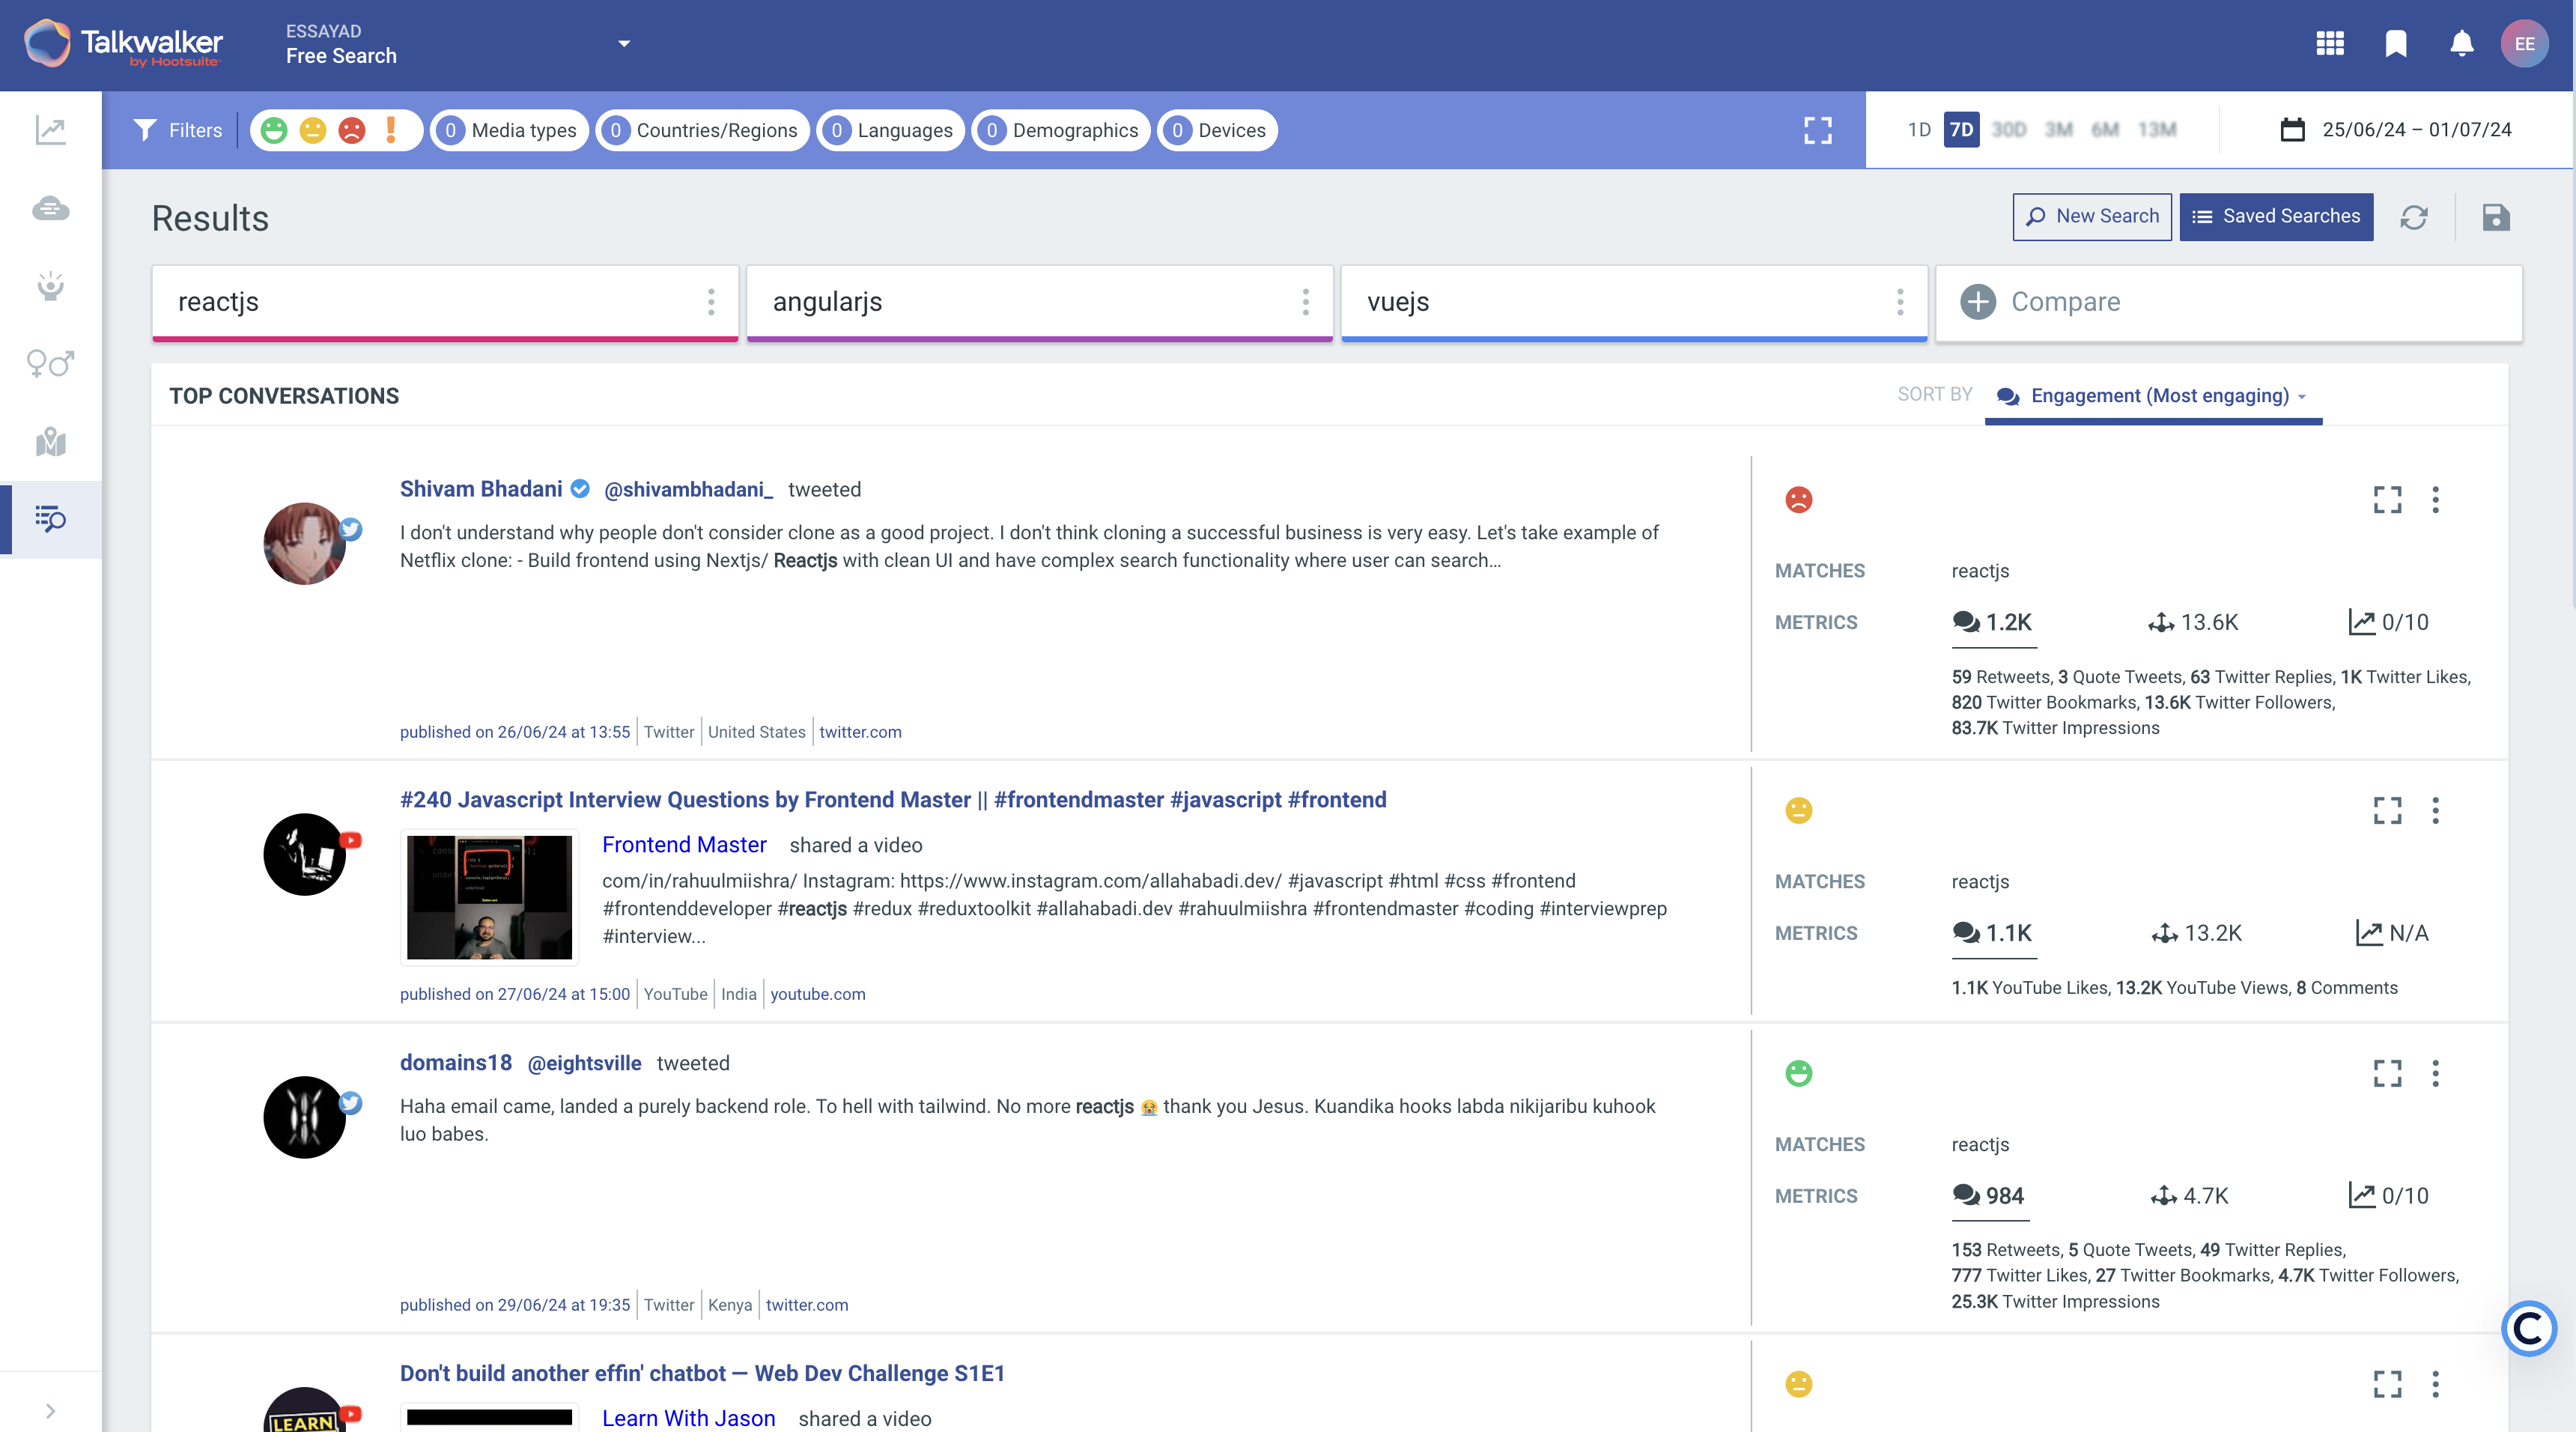 Talkwalker
by Hootsuite
ESSAYAD
Free Search
EE
Filters
0 Media types
0 Countries/Regions
0 Languages
0 Demographics
0 Devices
1D 7D 30D 3M 6M 13M
25/06/24 – 01/07/24
Results
New Search
Saved Searches
reactjs
angularjs
vuejs
Compare
TOP CONVERSATIONS
SORT BY Engagement (Most engaging)
Shivam Bhadani @shivambhadani_ tweeted
I don't understand why people don't consider clone as a good project. I don't think cloning a successful business is very easy. Let's take example of
Netflix clone: - Build frontend using Nextjs/ Reactjs with clean UI and have complex search functionality where user can search...
published on 26/06/24 at 13:55 Twitter United States twitter.com
MATCHES reactjs
METRICS 1.2K 13.6K 0/10
59 Retweets, 3 Quote Tweets, 63 Twitter Replies, 1K Twitter Likes,
820 Twitter Bookmarks, 13.6K Twitter Followers,
83.7K Twitter Impressions
#240 Javascript Interview Questions by Frontend Master || #frontendmaster #javascript #frontend
Frontend Master shared a video
com/in/rahuulmiishra/ Instagram: https://www.instagram.com/allahabadi.dev/ #javascript #html #css #frontend
#frontenddeveloper #reactjs #redux #reduxtoolkit #allahabadi.dev #rahuulmiishra #frontendmaster #coding #interviewprep
#interview...
published on 27/06/24 at 15:00 YouTube India youtube.com
MATCHES reactjs
METRICS 1.1K 13.2K N/A
1.1K YouTube Likes, 13.2K YouTube Views, 8 Comments
domains18 @eightsville tweeted
Haha email came, landed a purely backend role. To hell with tailwind. No more reactjs 😭 thank you Jesus. Kuandika hooks labda nikijaribu kuhook
luo babes.
published on 29/06/24 at 19:35 Twitter Kenya twitter.com
MATCHES reactjs
METRICS 984 4.7K 0/10
153 Retweets, 5 Quote Tweets, 49 Twitter Replies,
777 Twitter Likes, 27 Twitter Bookmarks, 4.7K Twitter Followers,
25.3K Twitter Impressions
Don't build another effin' chatbot — Web Dev Challenge S1E1
LEARN
Learn With Jason shared a video